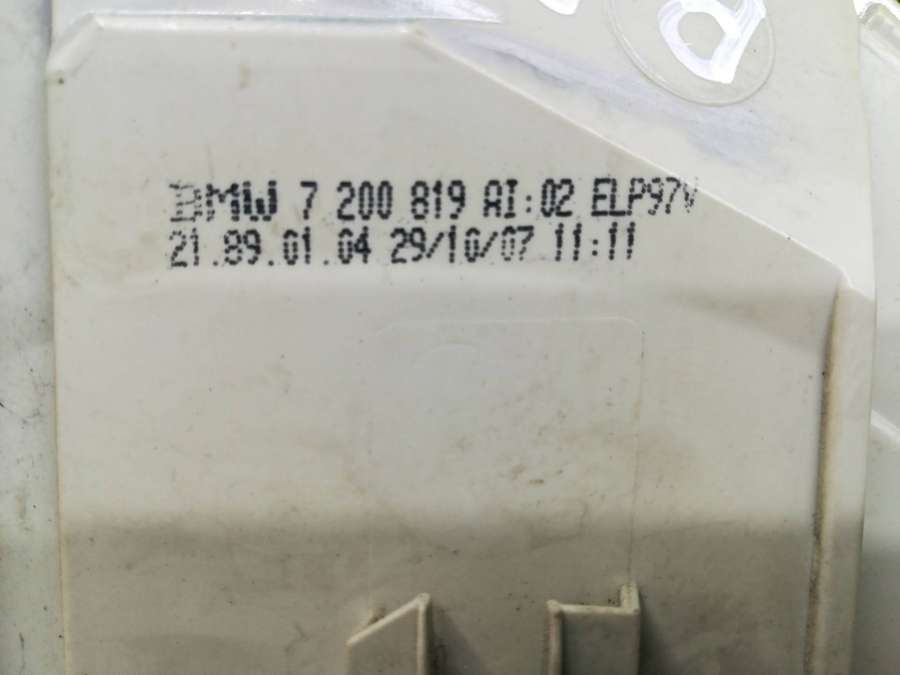 BMW 7 200 819 AI:02 ELP97V
21.89.01.04 29/10/07 11:11